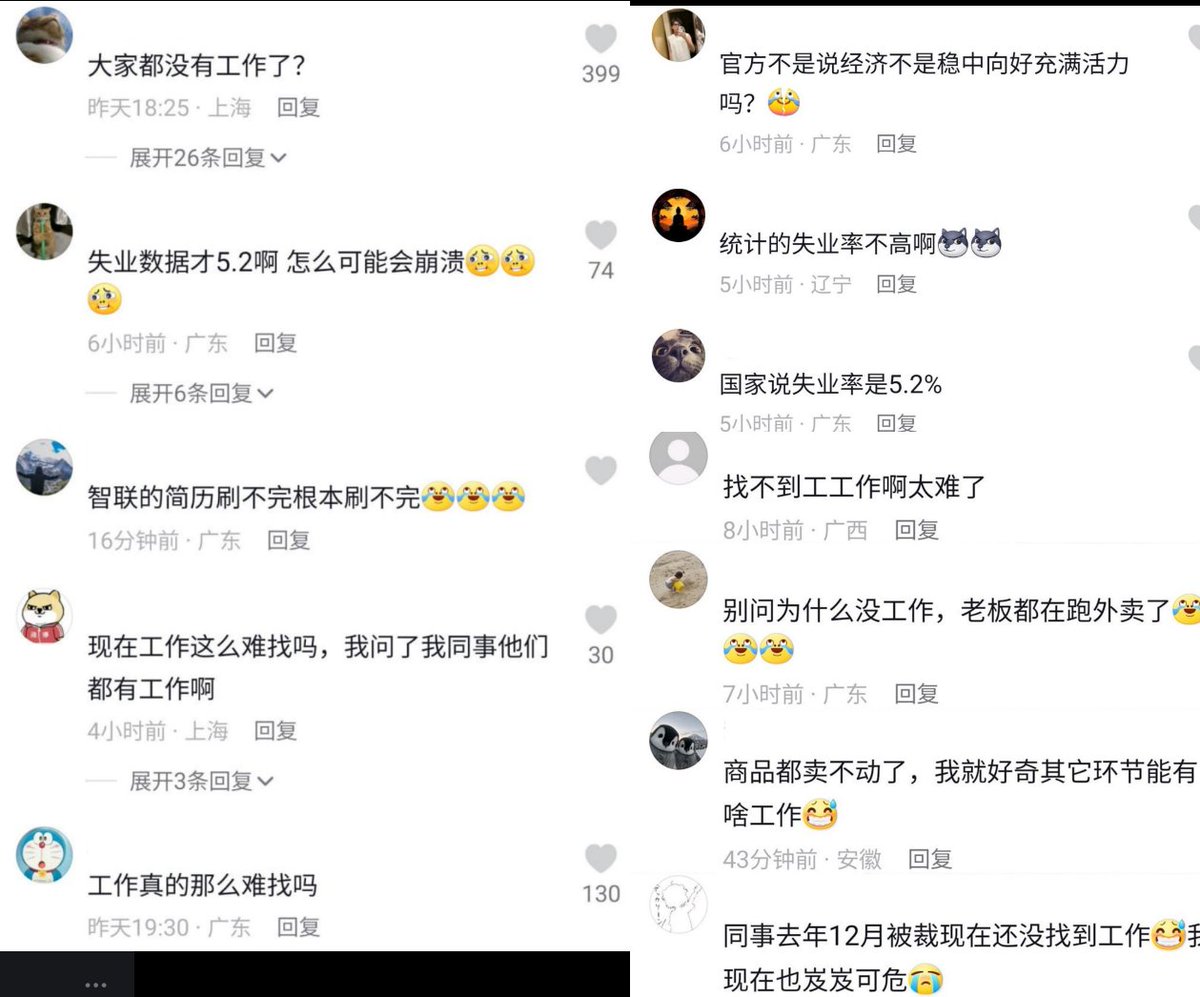 大家都没有工作了？
399
昨天18:25 · 上海 回复
展开26条回复
失业数据才5.2啊 怎么可能会崩溃
74
6小时前 · 广东 回复
展开6条回复
智联的简历刷不完根本刷不完
16分钟前 · 广东 回复
现在工作这么难找吗，我问了我同事他们
都有工作啊
30
4小时前 · 上海 回复
展开3条回复
工作真的那么难找吗
130
昨天19:30 · 广东 回复
...
官方不是说经济不是稳中向好充满活力
吗？
6小时前 · 广东 回复
统计的失业率不高啊
5小时前 · 辽宁 回复
国家说失业率是5.2%
5小时前 · 广东 回复
找不到工工作啊太难了
8小时前 · 广西 回复
别问为什么没工作，老板都在跑外卖了
7小时前 · 广东 回复
商品都卖不动了，我就好奇其它环节能有
啥工作
43分钟前 · 安徽 回复
同事去年12月被裁现在还没找到工作我
现在也岌岌可危